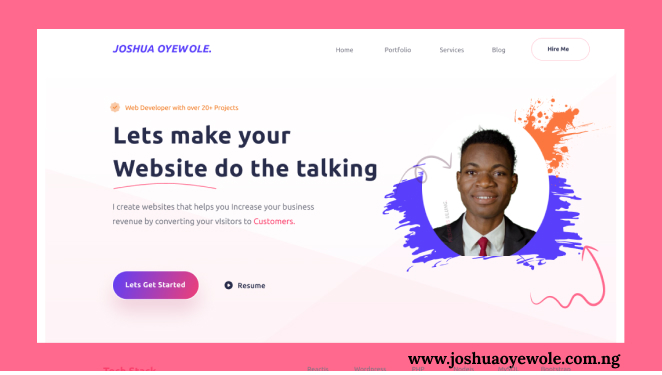 JOSHUA OYEWOLE.
Home Portfolio Services Blog Hire Me
Web Developer with over 20+ Projects
Lets make your
Website do the talking
I create websites that helps you increase your business
revenue by converting your visitors to Customers.
Lets Get Started Resume
www.joshuaoyewole.com.ng
Tech Stack